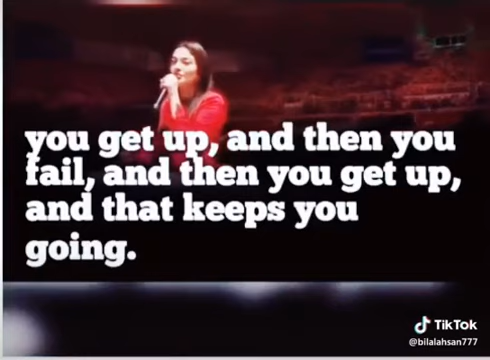 you get up, and then you
fail, and then you get up,
and that keeps you
going.
TikTok
@bilalahsan777